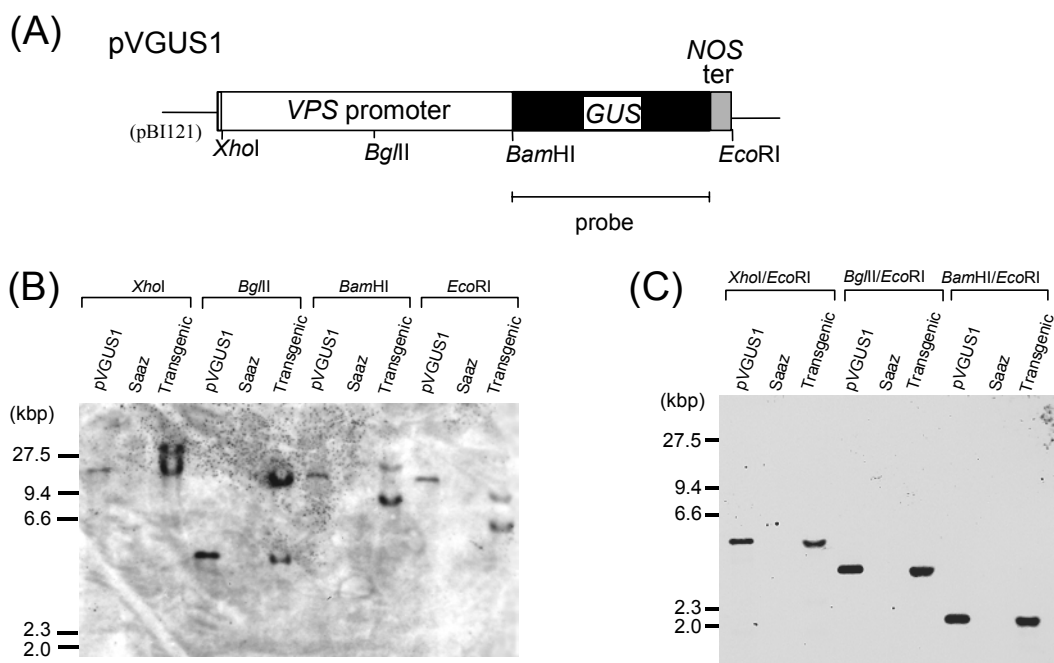 (A)
pVGUS1
NOS
ter
VPS promoter
GUS
(pBI121)
XhoI
BglII
BamHI
EcoRI
probe
(B)
XhoI BglII BamHI EcoRI
pVGUS1 Saaz Transgenic pVGUS1 Saaz Transgenic pVGUS1 Saaz Transgenic pVGUS1 Saaz Transgenic
(kbp)
27.5
9.4
6.6
2.3
2.0
(C)
XhoI/EcoRI BglII/EcoRI BamHI/EcoRI
pVGUS1 Saaz Transgenic pVGUS1 Saaz Transgenic pVGUS1 Saaz Transgenic
(kbp)
27.5
9.4
6.6
2.3
2.0